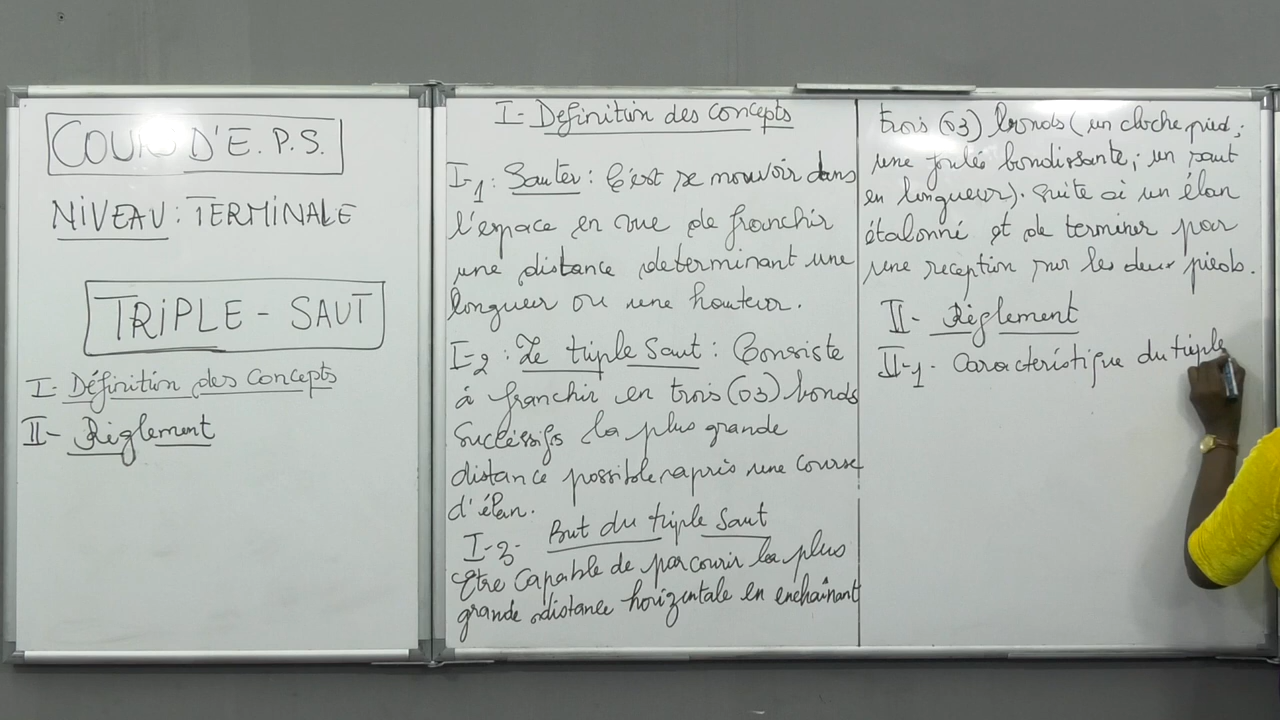 COURS D'E.P.S.
NIVEAU : TERMINALE
TRIPLE - SAUT
I- Définition des Concepts
II- Règlement
I- Definition des Concepts
I-1 : Sauter : C'est se mouvoir dans
l'espace en vue de franchir
une distance determinant une
longueur ou une hauteur.
I-2 : Le triple saut : Consiste
à franchir en trois (03) bonds
Succéssifs la plus grande
distance possible après une course
d'élan.
I-3- But du triple Saut
Etre Capable de parcourir la plus
grande distance horizontale en enchaînant
trois (03) bonds (un cloche pied ;
une foulée bondissante ; un saut
en longueur). suite à un élan
étalonné et de terminer par
une reception sur les deux pieds.
II- Règlement
II-1- Caracteristique du triple